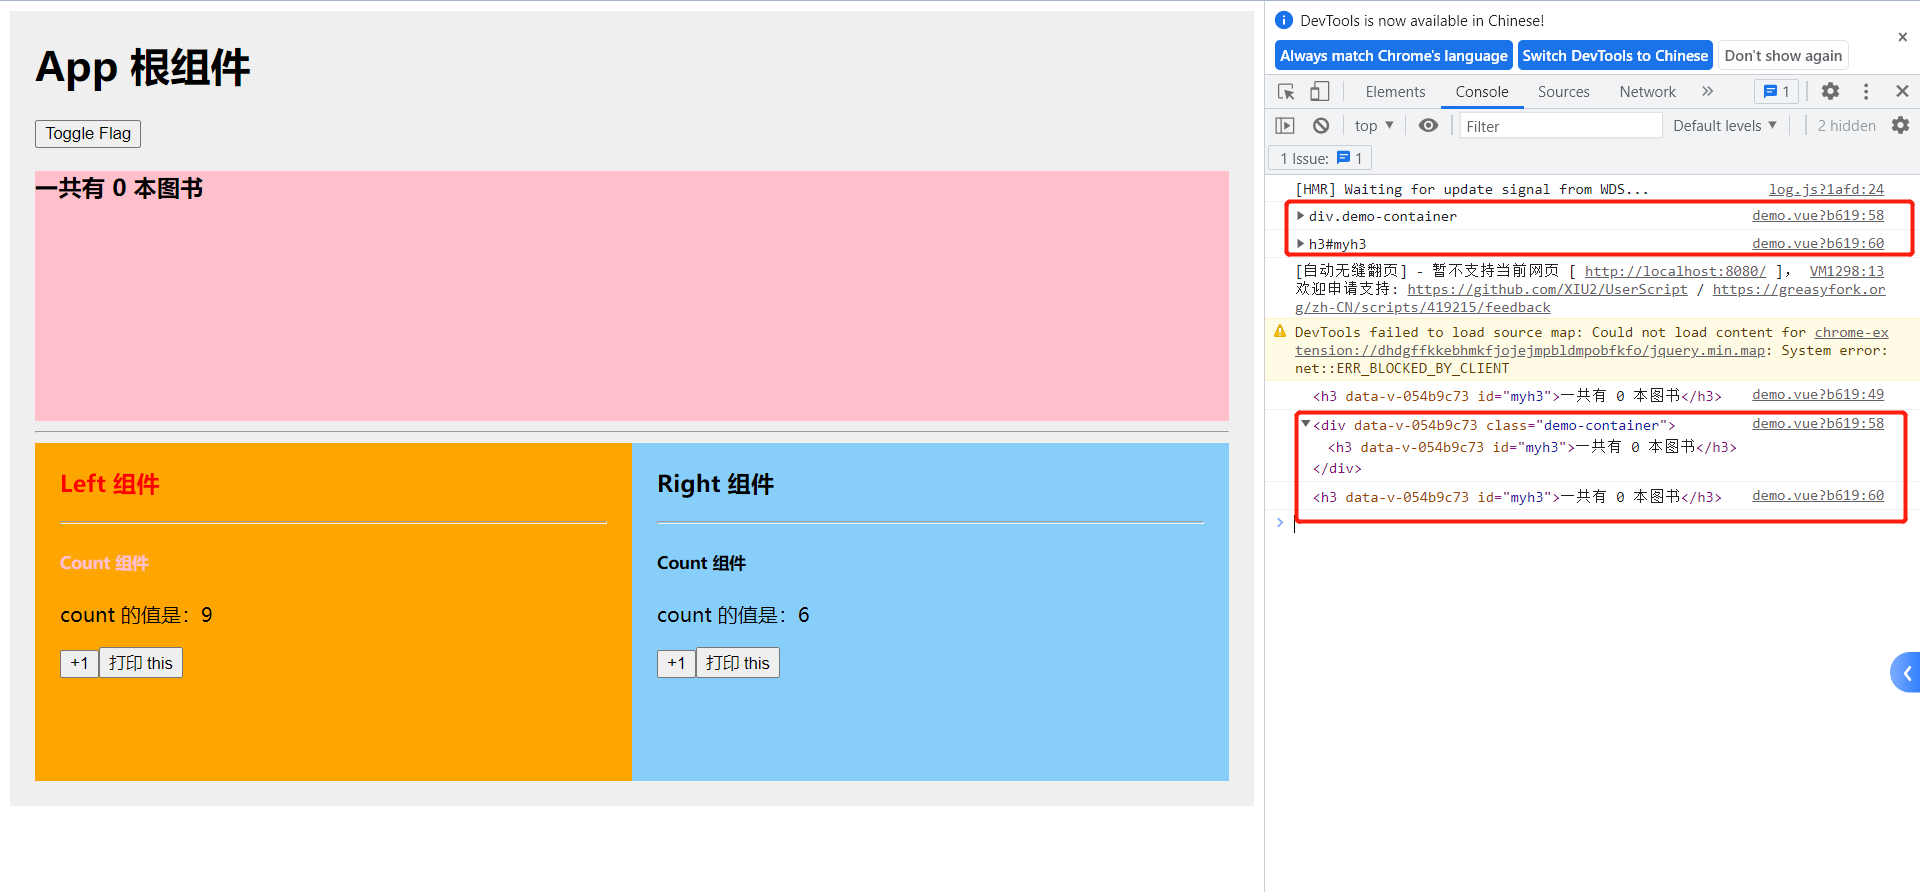 App 根组件
Toggle Flag
一共有 0 本图书
Left 组件
Count 组件
count 的值是：9
+1 打印 this
Right 组件
Count 组件
count 的值是：6
+1 打印 this
DevTools is now available in Chinese!
Always match Chrome's language Switch DevTools to Chinese Don't show again
Elements Console Sources Network 1
top Filter Default levels 2 hidden
1 Issue: 1
[HMR] Waiting for update signal from WDS... log.js?1afd:24
div.demo-container demo.vue?b619:58
h3#myh3 demo.vue?b619:60
[自动无缝翻页] - 暂不支持当前网页 [ http://localhost:8080/ ]， VM1298:13
欢迎申请支持: https://github.com/XIU2/UserScript / https://greasyfork.or
g/zh-CN/scripts/419215/feedback
DevTools failed to load source map: Could not load content for chrome-ex
tension://dhdgffkkebhmkfjojejmpbldmpobfkfo/jquery.min.map: System error:
net::ERR_BLOCKED_BY_CLIENT
<h3 data-v-054b9c73 id="myh3">一共有 0 本图书</h3> demo.vue?b619:49
<div data-v-054b9c73 class="demo-container"> demo.vue?b619:58
<h3 data-v-054b9c73 id="myh3">一共有 0 本图书</h3>
</div>
<h3 data-v-054b9c73 id="myh3">一共有 0 本图书</h3> demo.vue?b619:60